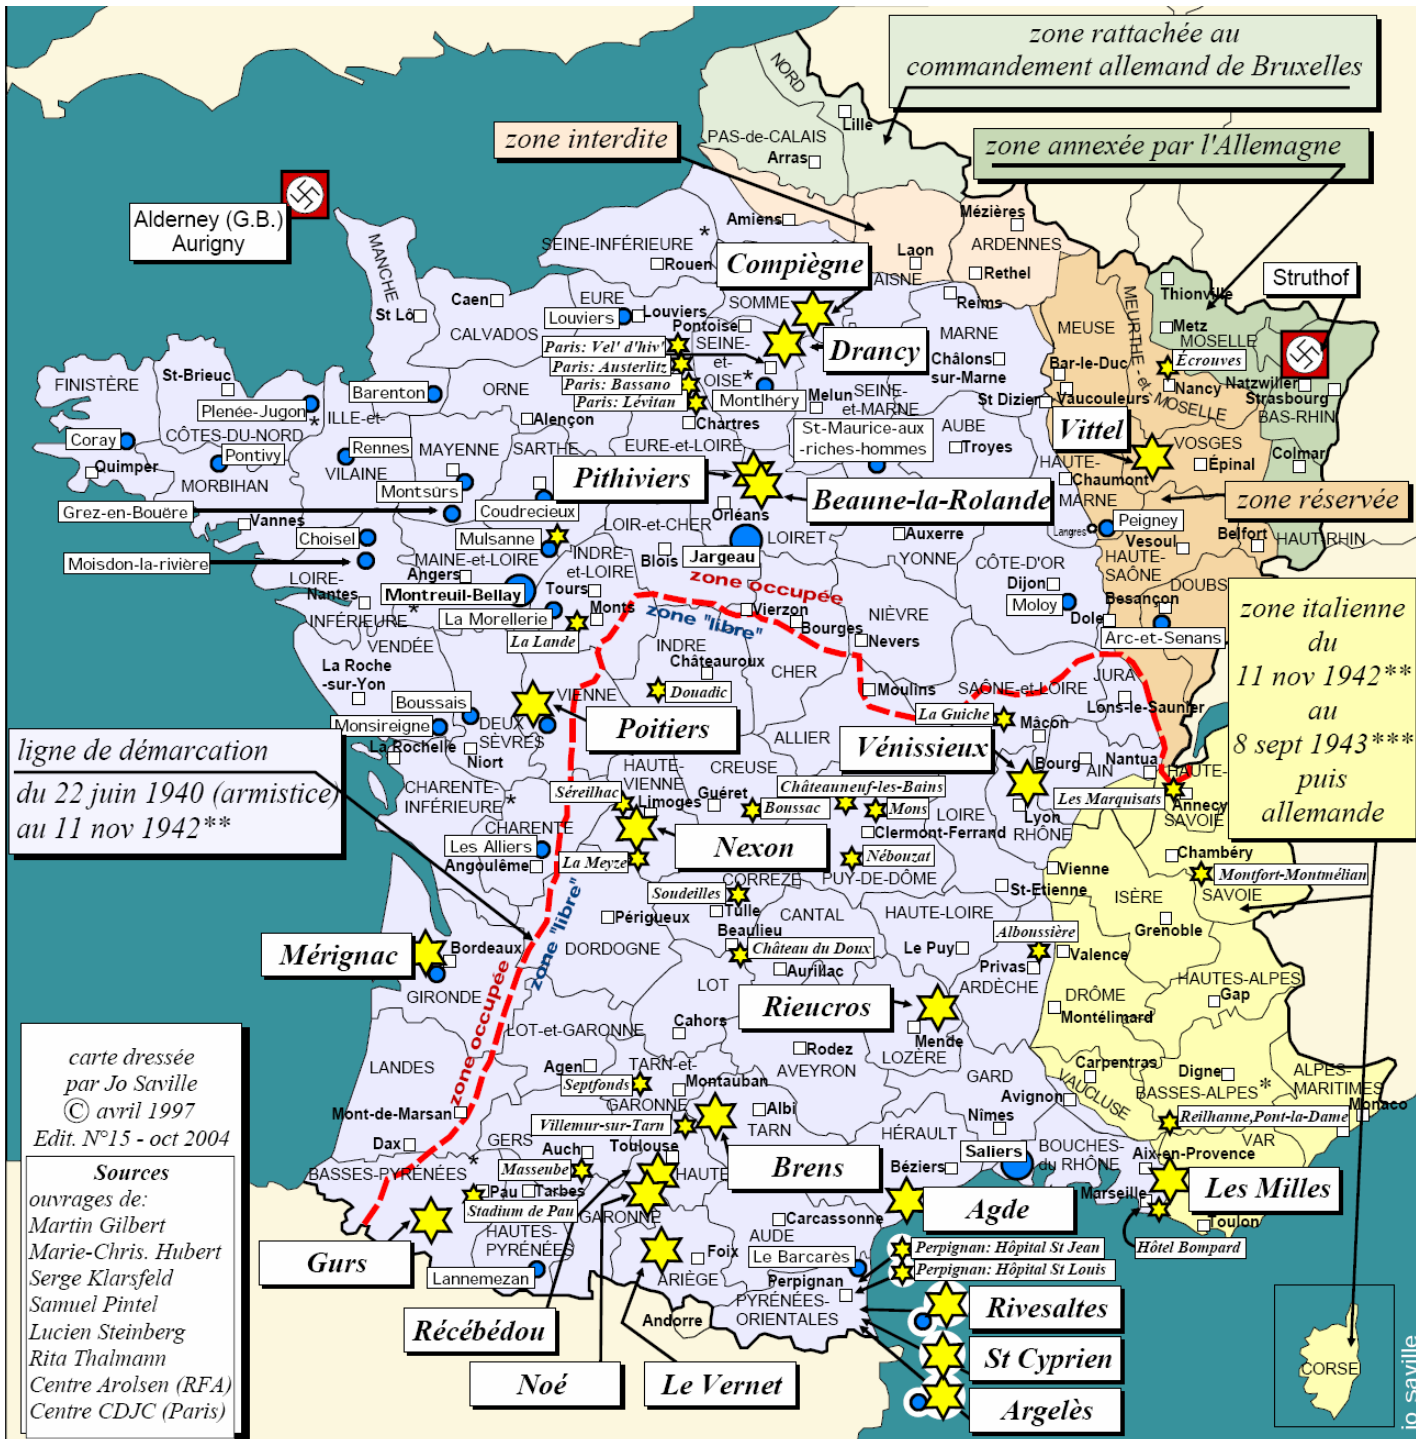 zone rattachée au
commandement allemand de Bruxelles
zone interdite
zone annexée par l'Allemagne
Alderney (G.B.)
Aurigny
Struthof
NORD
Lille
PAS-de-CALAIS
Arras
Amiens
Mézières
ARDENNES
Laon
Rethel
AISNE
SEINE-INFÉRIEURE *
Rouen
Compiègne
SOMME
Reims
Thionville
Metz
MOSELLE
MEUSE
MEURTHE-et
MOSELLE
Écrouves
Nancy
Natzwiller
Strasbourg
BAS-RHIN
Colmar
HAUT-RHIN
MANCHE
St Lô
Caen
CALVADOS
EURE
Louviers
Louviers
Pontoise
SEINE-
et-
OISE *
Paris: Vel' d'hiv'
Paris: Austerlitz
Paris: Bassano
Paris: Lévitan
Drancy
Montlhéry
Melun
SEINE-
et-MARNE
MARNE
Châlons
sur-Marne
Bar-le-Duc
Vaucouleurs
St Dizier
FINISTÈRE
St-Brieuc
Plenée-Jugon
CÔTES-DU-NORD
*
ILLE-et-
VILAINE
Barenton
ORNE
Alençon
Chartres
EURE-et-LOIRE
St-Maurice-aux
-riches-hommes
AUBE
Troyes
Vittel
VOSGES
Épinal
Coray
Quimper
Pontivy
MORBIHAN
Rennes
MAYENNE
SARTHE
Montsûrs
Coudrecieux
Pithiviers
Beaune-la-Rolande
HAUTE-
MARNE
Chaumont
zone réservée
Grez-en-Bouëre
Vannes
Choisel
Moisdon-la-rivière
Mulsanne
LOIR-et-CHER
Orléans
LOIRET
Jargeau
Auxerre
YONNE
Langres
Peigney
Vesoul
HAUTE-
SAÔNE
Belfort
DOUBS
Besançon
CÔTE-D'OR
Dijon
Moloy
Dole
Arc-et-Senans
LOIRE-
Nantes
INFÉRIEURE *
MAINE-et-LOIRE
Angers
Montreuil-Bellay
INDRE-
et-LOIRE
Tours
Blois
Monts
La Morellerie
La Lande
zone occupée
zone "libre"
Vierzon
Bourges
NIÈVRE
Nevers
INDRE
Châteauroux
Douadic
CHER
Moulins
SAÔNE-et-LOIRE
JURA
Lons-le-Saunier
La Guiche
Mâcon
zone italienne
du
11 nov 1942**
au
8 sept 1943***
puis
allemande
VENDÉE
La Roche
-sur-Yon
Boussais
Monsireigne
DEUX
SÈVRES
VIENNE
Poitiers
La Rochelle
Niort
ligne de démarcation
du 22 juin 1940 (armistice)
au 11 nov 1942**
CHARENTE-
INFÉRIEURE *
HAUTE-
VIENNE
CREUSE
ALLIER
Vénissieux
Bourg
AIN
Nantua
HAUTE-
SAVOIE
Annecy
Les Marquisats
Séreilhac
Limoges
Guéret
Boussac
Châteauneuf-les-Bains
Mons
LOIRE
Lyon
RHÔNE
CHARENTE
Les Alliers
Angoulême
La Meyze
Nexon
Clermont-Ferrand
Nébouzat
PUY-DE-DÔME
Vienne
Chambéry
Montfort-Montmélian
SAVOIE
ISÈRE
Grenoble
Soudeilles
CORREZE
Tulle
St-Etienne
Périgueux
DORDOGNE
Beaulieu
Château du Doux
CANTAL
Aurillac
HAUTE-LOIRE
Le Puy
Alboussière
Valence
Privas
ARDÈCHE
Mérignac
Bordeaux
GIRONDE
zone occupée
zone "libre"
LOT
Cahors
Rieucros
Mende
LOZÈRE
DRÔME
Montélimard
HAUTES-ALPES
Gap
LOT-et-GARONNE
LANDES
Agen
Septfonds
TARN-et-
GARONNE
Montauban
Rodez
AVEYRON
GARD
Carpentras
VAUCLUSE
Avignon
Digne
BASSES-ALPES *
ALPES-
MARITIMES
Monaco
Mont-de-Marsan
Dax
GERS
Auch
Villemur-sur-Tarn
Albi
TARN
Brens
Nîmes
HÉRAULT
Béziers
Saliers
BOUCHES-
du RHÔNE
Reilhanne,Pont-la-Dame
VAR
Aix-en-Provence
Marseille
Les Milles
Toulon
Hôtel Bompard
BASSES-PYRÉNÉES *
Masseube
Toulouse
HAUTE
GARONNE
Pau
Tarbes
Stadium de Pau
Gurs
HAUTES-
PYRÉNÉES
Lannemezan
Foix
ARIÈGE
Carcassonne
AUDE
Agde
Le Barcarès
Perpignan: Hôpital St Jean
Perpignan: Hôpital St Louis
Perpignan
PYRÉNÉES-
ORIENTALES
Andorre
Récébédou
Noé
Le Vernet
Rivesaltes
St Cyprien
Argelès
CORSE
carte dressée
par Jo Saville
© avril 1997
Edit. N°15 - oct 2004
Sources
ouvrages de:
Martin Gilbert
Marie-Chris. Hubert
Serge Klarsfeld
Samuel Pintel
Lucien Steinberg
Rita Thalmann
Centre Arolsen (RFA)
Centre CDJC (Paris)
jo saville